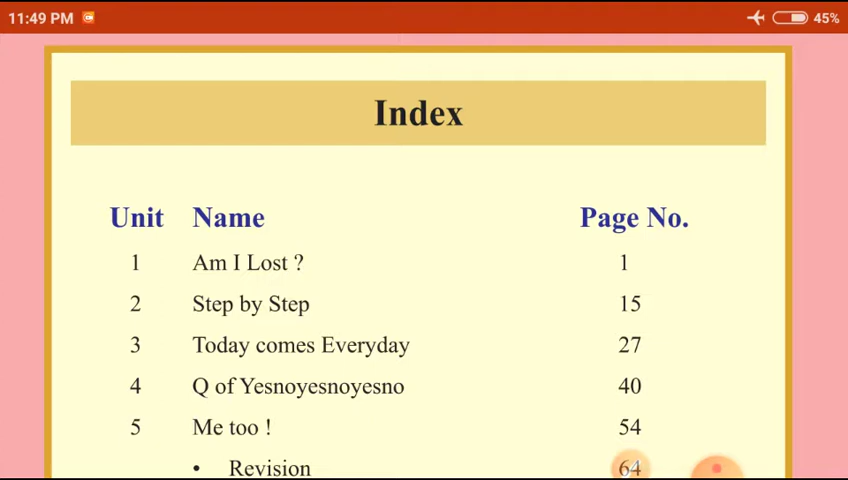 11:49 PM 45%
Index
Unit Name Page No.
1 Am I Lost ? 1
2 Step by Step 15
3 Today comes Everyday 27
4 Q of Yesnoyesnoyesno 40
5 Me too ! 54
• Revision 64